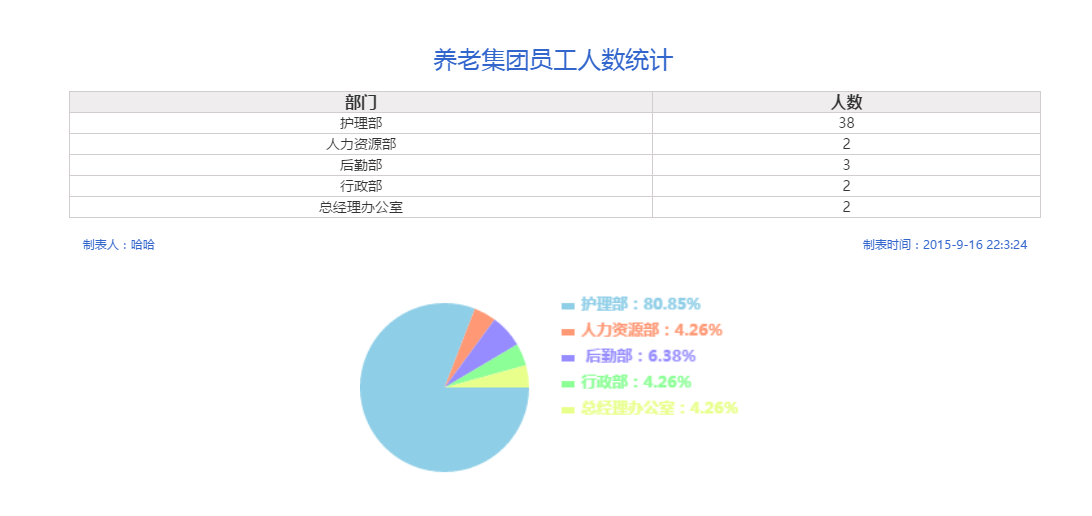 养老集团员工人数统计
部门 人数
护理部 38
人力资源部 2
后勤部 3
行政部 2
总经理办公室 2
制表人：哈哈 制表时间：2015-9-16 22:3:24
护理部：80.85%
人力资源部：4.26%
后勤部：6.38%
行政部：4.26%
总经理办公室：4.26%